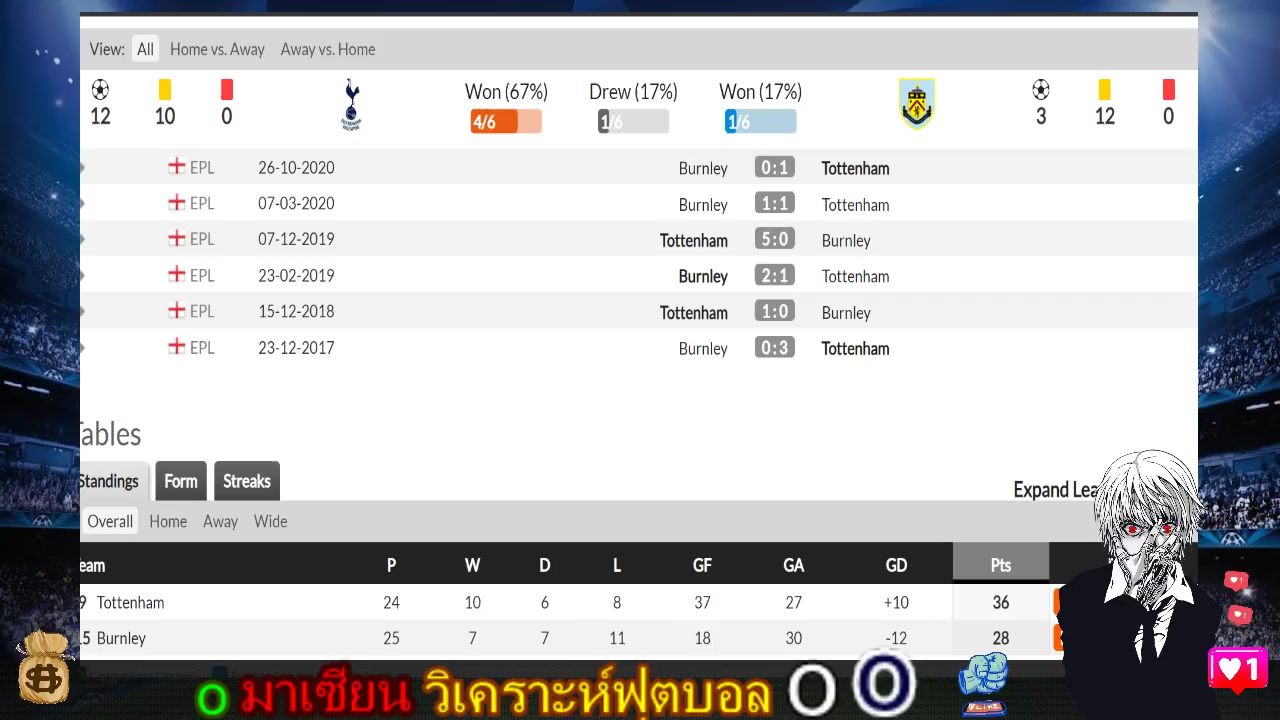 View: All Home vs. Away Away vs. Home
Won (67%) Drew (17%) Won (17%)
4/6 1/6 1/6
12 10 0 3 12 0
EPL 26-10-2020 Burnley 0:1 Tottenham
EPL 07-03-2020 Burnley 1:1 Tottenham
EPL 07-12-2019 Tottenham 5:0 Burnley
EPL 23-02-2019 Burnley 2:1 Tottenham
EPL 15-12-2018 Tottenham 1:0 Burnley
EPL 23-12-2017 Burnley 0:3 Tottenham
ables
Standings Form Streaks
Expand Lea
Overall Home Away Wide
eam P W D L GF GA GD Pts
9 Tottenham 24 10 6 8 37 27 +10 36
15 Burnley 25 7 7 11 18 30 -12 28
o มาเซียน วิเคราะห์ฟุตบอล O O
LIKE
1